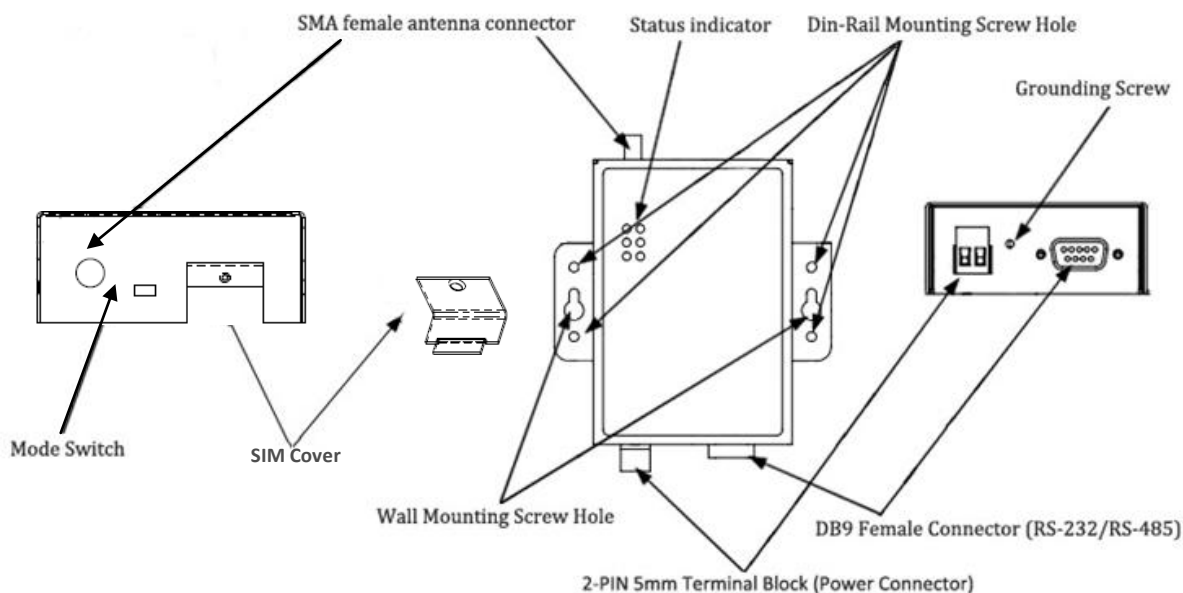 SMA female antenna connector
Status indicator
Din-Rail Mounting Screw Hole
Grounding Screw
Mode Switch
SIM Cover
Wall Mounting Screw Hole
DB9 Female Connector (RS-232/RS-485)
2-PIN 5mm Terminal Block (Power Connector)